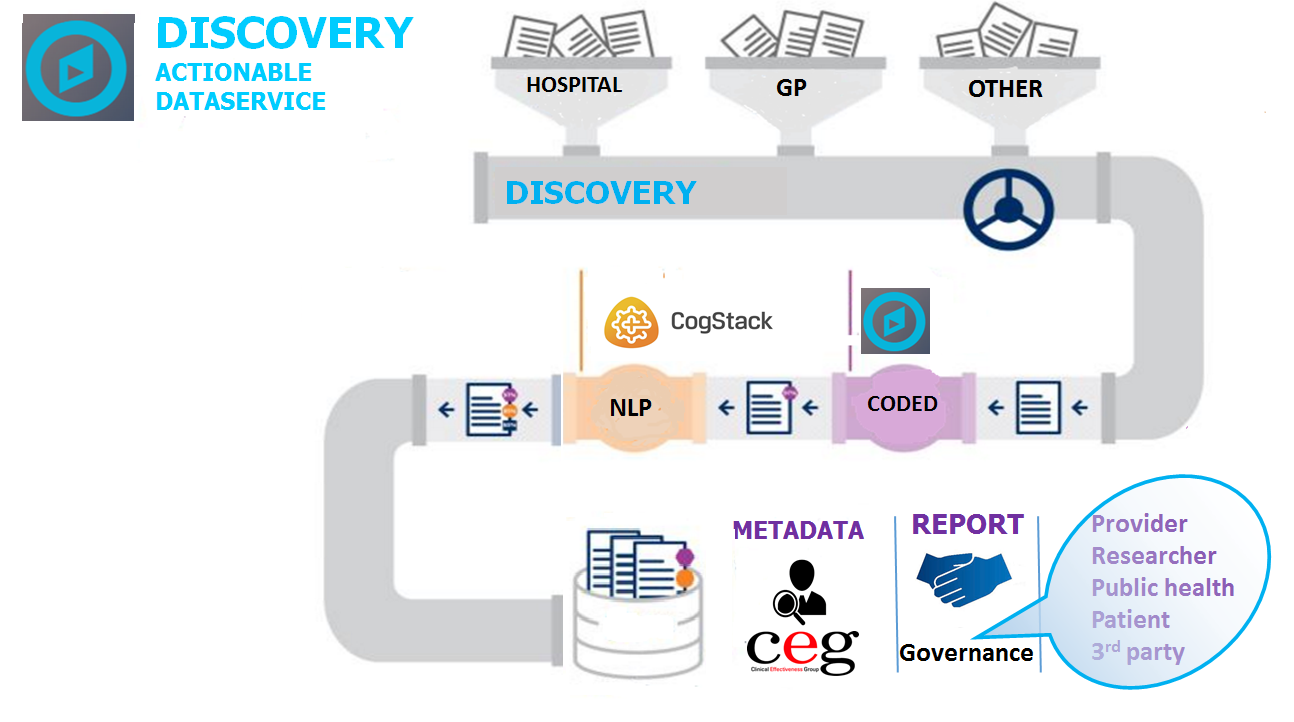 DISCOVERY
ACTIONABLE
DATASERVICE
HOSPITAL
GP
OTHER
DISCOVERY
CogStack
NLP
CODED
METADATA
ceg
Clinical Effectiveness Group
REPORT
Governance
Provider
Researcher
Public health
Patient
3rd party